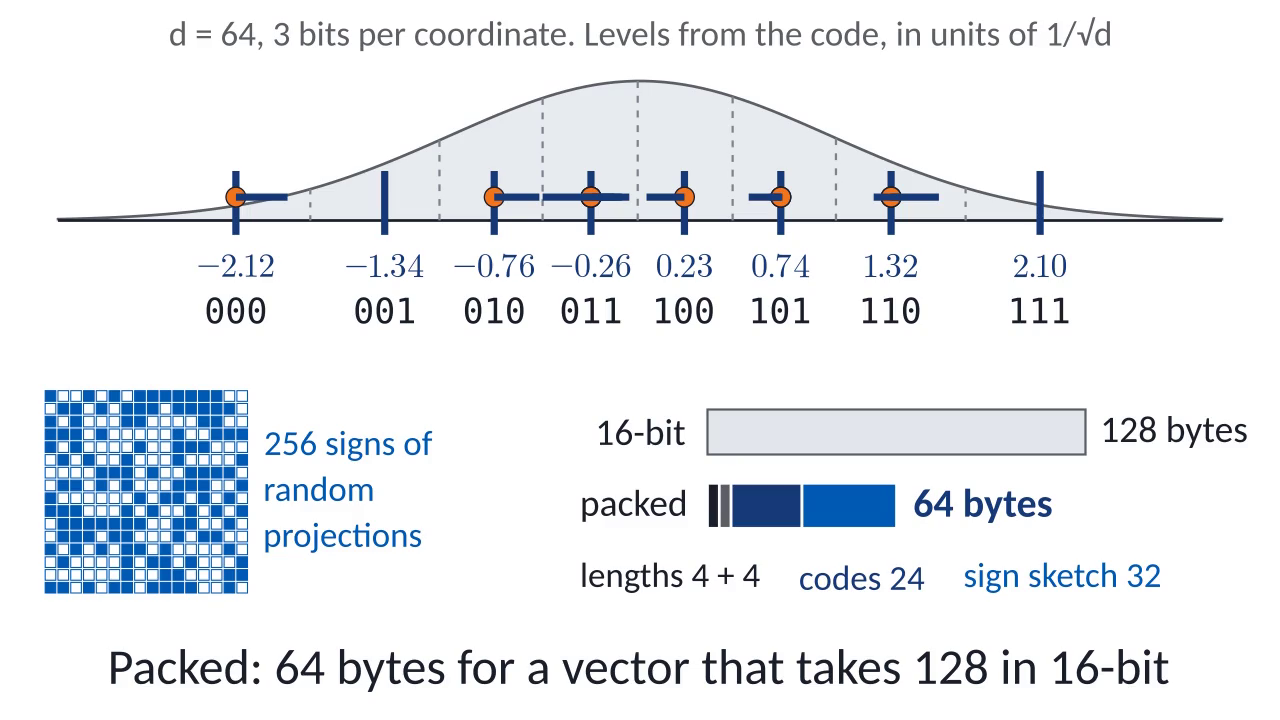 d = 64, 3 bits per coordinate. Levels from the code, in units of 1/√d
−2.12 −1.34 −0.76 −0.26 0.23 0.74 1.32 2.10
000 001 010 011 100 101 110 111
256 signs of
random
projections
16-bit 128 bytes
packed 64 bytes
lengths 4 + 4 codes 24 sign sketch 32
Packed: 64 bytes for a vector that takes 128 in 16-bit